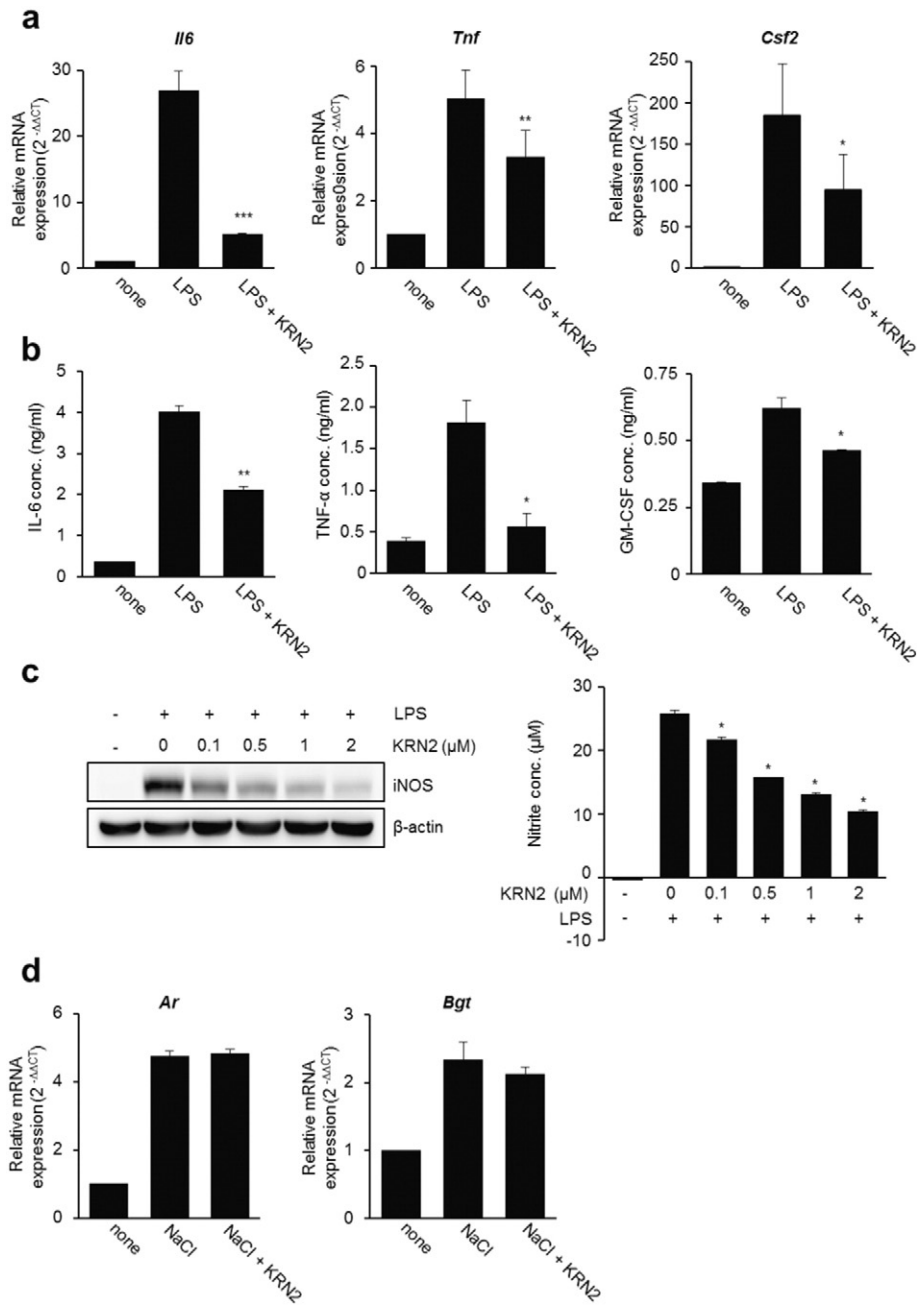 a
Il6
Tnf
Csf2
Relative mRNA
expression (2 -ΔΔCT)
30
20
10
0
none
LPS
LPS + KRN2
***
Relative mRNA
expres0sion (2 -ΔΔCT)
6
4
2
0
none
LPS
LPS + KRN2
**
Relative mRNA
expression (2 -ΔΔCT)
250
200
150
100
50
0
none
LPS
LPS + KRN2
*
b
IL-6 conc. (ng/ml)
5
4
3
2
1
0
none
LPS
LPS + KRN2
**
TNF-α conc. (ng/ml)
2.5
2.0
1.5
1.0
0.5
0
none
LPS
LPS + KRN2
*
GM-CSF conc. (ng/ml)
0.75
0.50
0.25
0
none
LPS
LPS + KRN2
*
c
- + + + + + LPS
- 0 0.1 0.5 1 2 KRN2 (μM)
iNOS
β-actin
Nitrite conc. (μM)
30
20
10
0
-10
* * * *
KRN2 (μM) - 0 0.1 0.5 1 2
LPS - + + + + +
d
Ar
Bgt
Relative mRNA
expression (2 -ΔΔCT)
6
4
2
0
none
NaCl
NaCl + KRN2
Relative mRNA
expression (2 -ΔΔCT)
3
2
1
0
none
NaCl
NaCl + KRN2